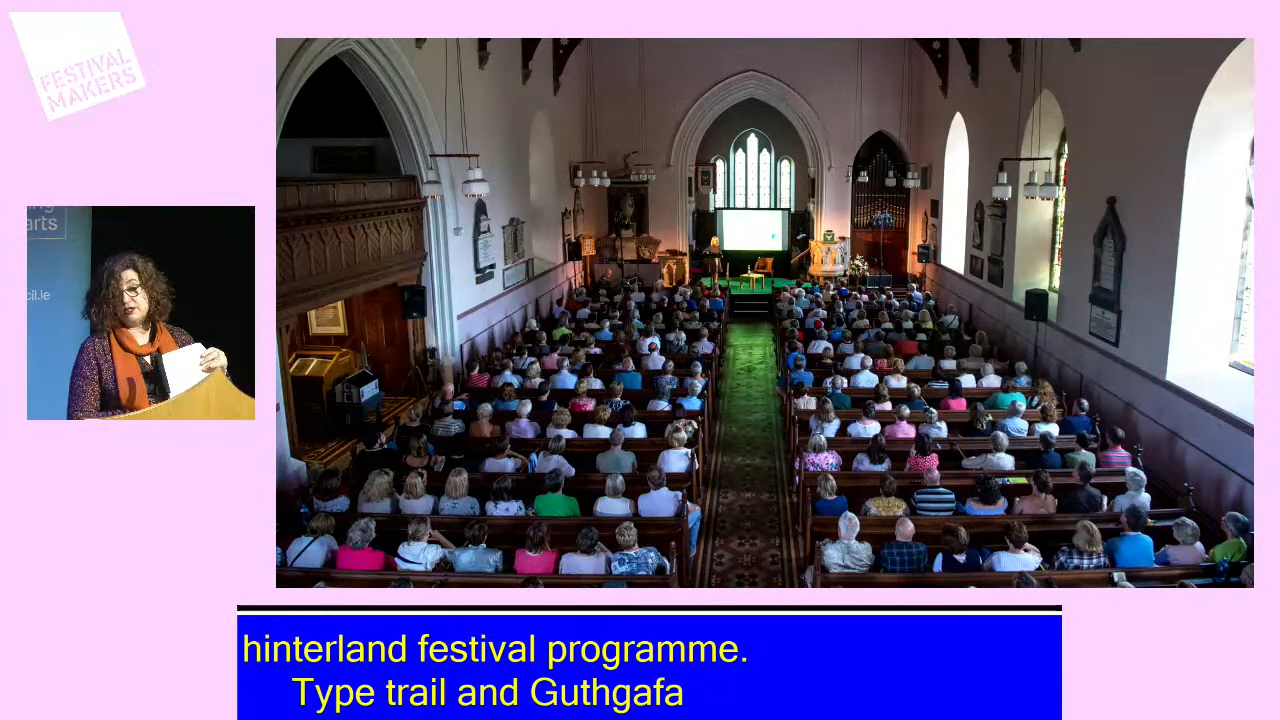 FESTIVAL
MAKERS
arts
cil.ie
hinterland festival programme.
Type trail and Guthgafa